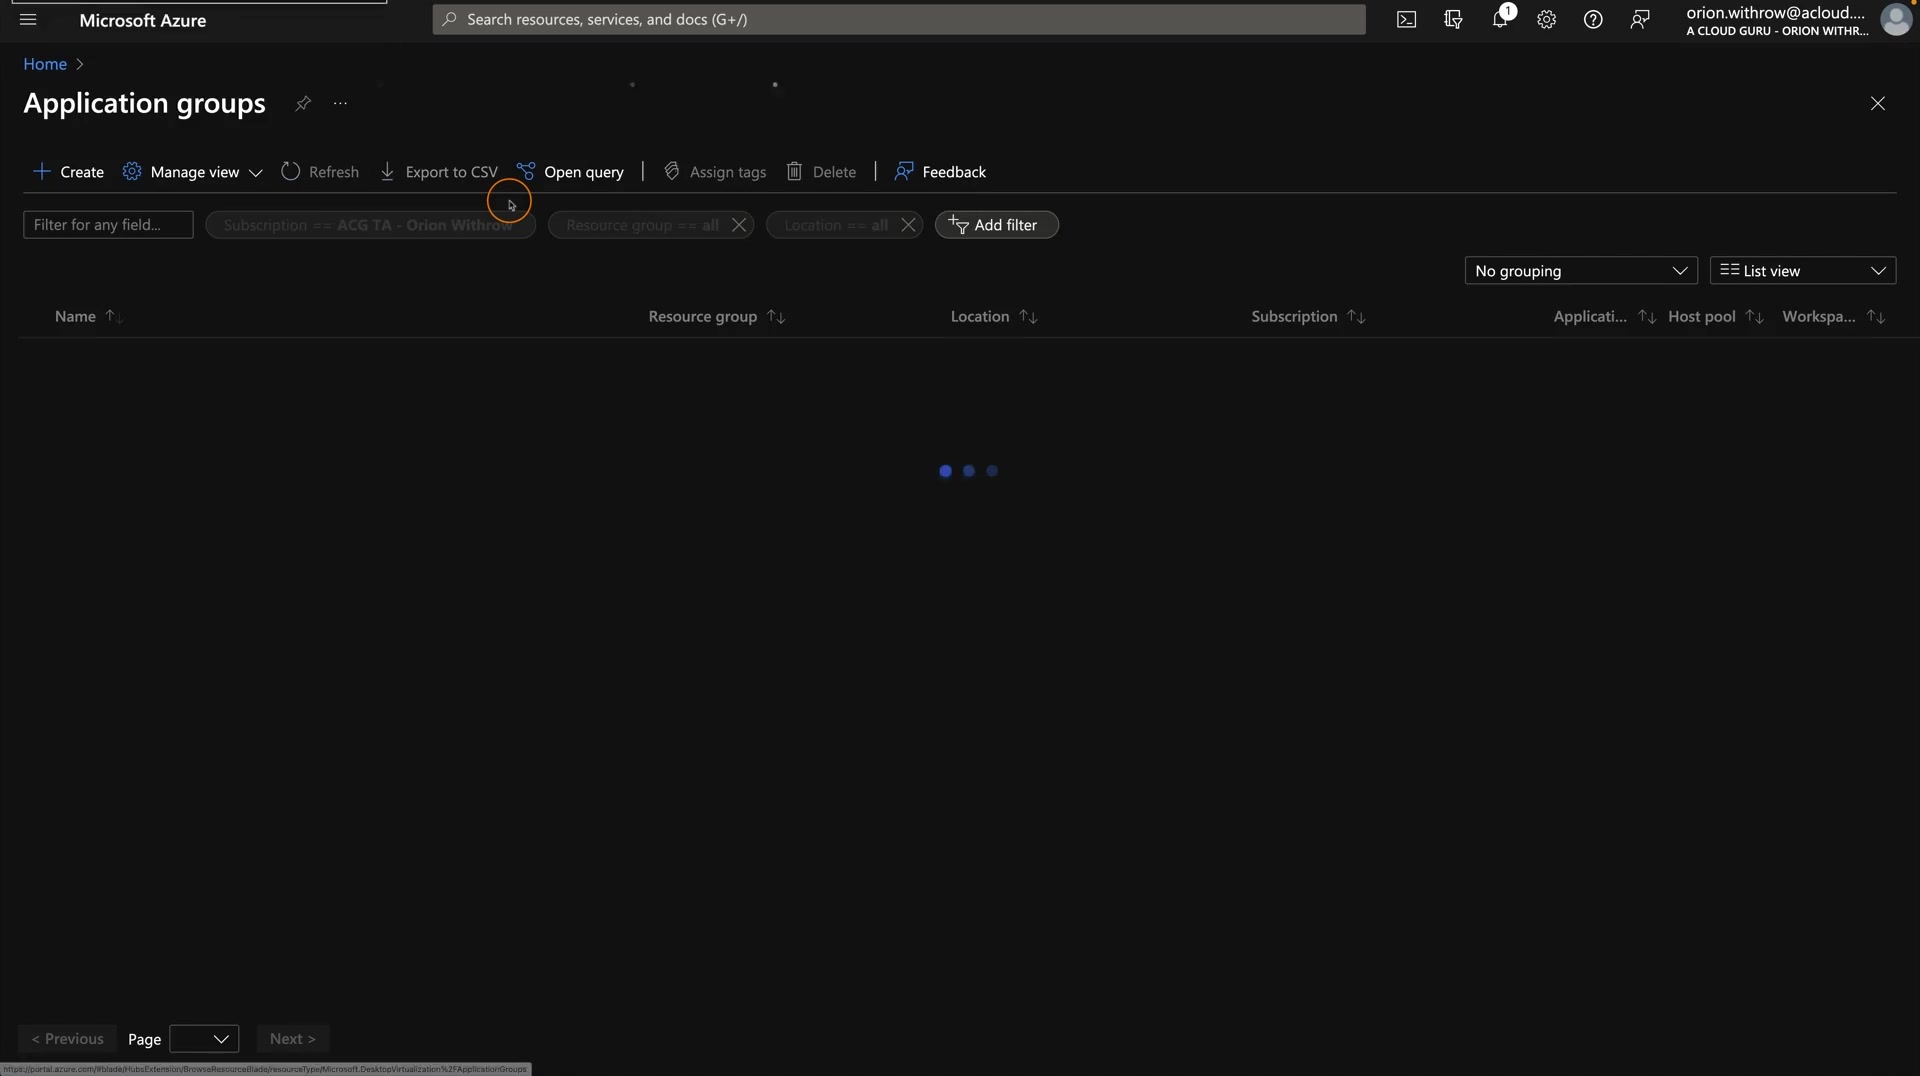 Microsoft Azure
Search resources, services, and docs (G+/)
1
orion.withrow@acloud....
A CLOUD GURU - ORION WITHR...
Home >
Application groups
...
Create
Manage view
Refresh
Export to CSV
Open query
Assign tags
Delete
Feedback
Filter for any field...
Subscription == ACG TA - Orion Withrow
Resource group == all
Location == all
Add filter
No grouping
List view
Name
Resource group
Location
Subscription
Applicati...
Host pool
Workspa...
< Previous
Page
Next >
https://portal.azure.com/#blade/HubsExtension/BrowseResourceBlade/resourceType/Microsoft.DesktopVirtualization%2FApplicationGroups